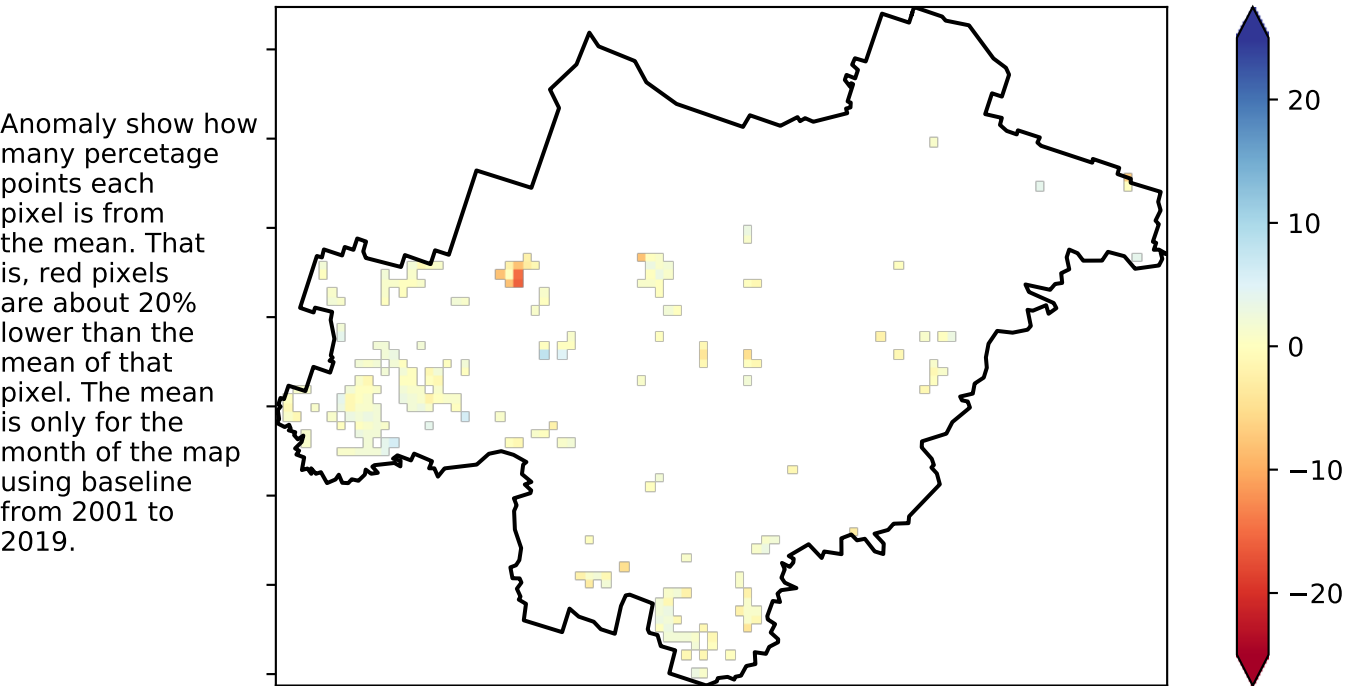 Anomaly show how
many percetage
points each
pixel is from
the mean. That
is, red pixels
are about 20%
lower than the
mean of that
pixel. The mean
is only for the
month of the map
using baseline
from 2001 to
2019.
20
10
0
−10
−20